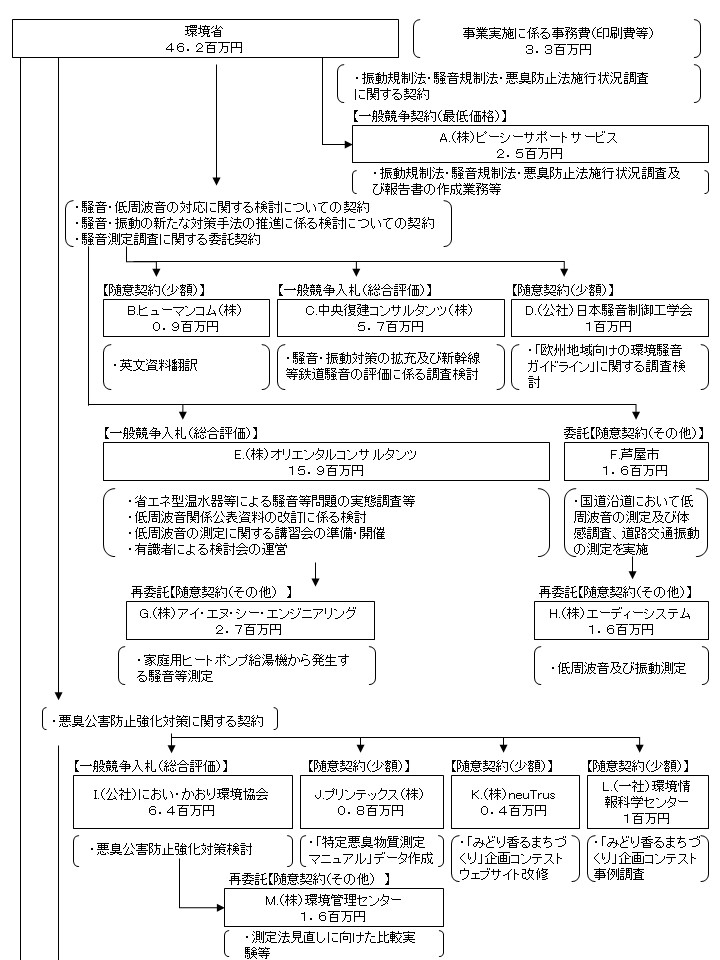 環境省
46．2百万円
事業実施に係る事務費(印刷費等)
3．3百万円
・振動規制法・騒音規制法・悪臭防止法施行状況調査
に関する契約
【一般競争契約(最低価格)】
A.(株)ピーシーサポートサービス
2．5百万円
・振動規制法・騒音規制法・悪臭防止法施行状況調査及
び報告書の作成業務等
・騒音・低周波音の対応に関する検討についての契約
・騒音・振動の新たな対策手法の推進に係る検討についての契約
・騒音測定調査に関する委託契約
【随意契約(少額)】
B.ヒューマンコム(株)
0．9百万円
・英文資料翻訳
【一般競争入札(総合評価)】
C.中央復建コンサルタンツ(株)
5．7百万円
・騒音・振動対策の拡充及び新幹線
等鉄道騒音の評価に係る調査検討
【随意契約(少額)】
D.(公社)日本騒音制御工学会
1百万円
・「欧州地域向けの環境騒音
ガイドライン」に関する調査検
討
【一般競争入札(総合評価)】
E.(株)オリエンタルコンサルタンツ
15．9百万円
・省エネ型温水器等による騒音等問題の実態調査等
・低周波音関係公表資料の改訂に係る検討
・低周波音の測定に関する講習会の準備・開催
・有識者による検討会の運営
委託【随意契約(その他)】
F.芦屋市
1．6百万円
・国道沿道において低
周波音の測定及び体
感調査、道路交通振動
の測定を実施
再委託【随意契約(その他)　】
G.(株)アイ・エヌ・シー・エンジニアリング
2．7百万円
・家庭用ヒートポンプ給湯機から発生す
る騒音等測定
再委託【随意契約(その他)】
H.(株)エーディーシステム
1．6百万円
・低周波音及び振動測定
・悪臭公害防止強化対策に関する契約
【一般競争入札(総合評価)】
I.(公社)におい・かおり環境協会
6．4百万円
・悪臭公害防止強化対策検討
【随意契約(少額)】
J.プリンテックス(株)
0．8百万円
・「特定悪臭物質測定
マニュアル」データ作成
【随意契約(少額)】
K.(株)neuTrus
0．4百万円
・「みどり香るまちづ
くり」企画コンテスト
ウェブサイト改修
【随意契約(少額)】
L.(一社)環境情
報科学センター
1百万円
・「みどり香るまちづ
くり」企画コンテスト
事例調査
再委託【随意契約(その他)　】
M.(株)環境管理センター
1．6百万円
・測定法見直しに向けた比較実
験等